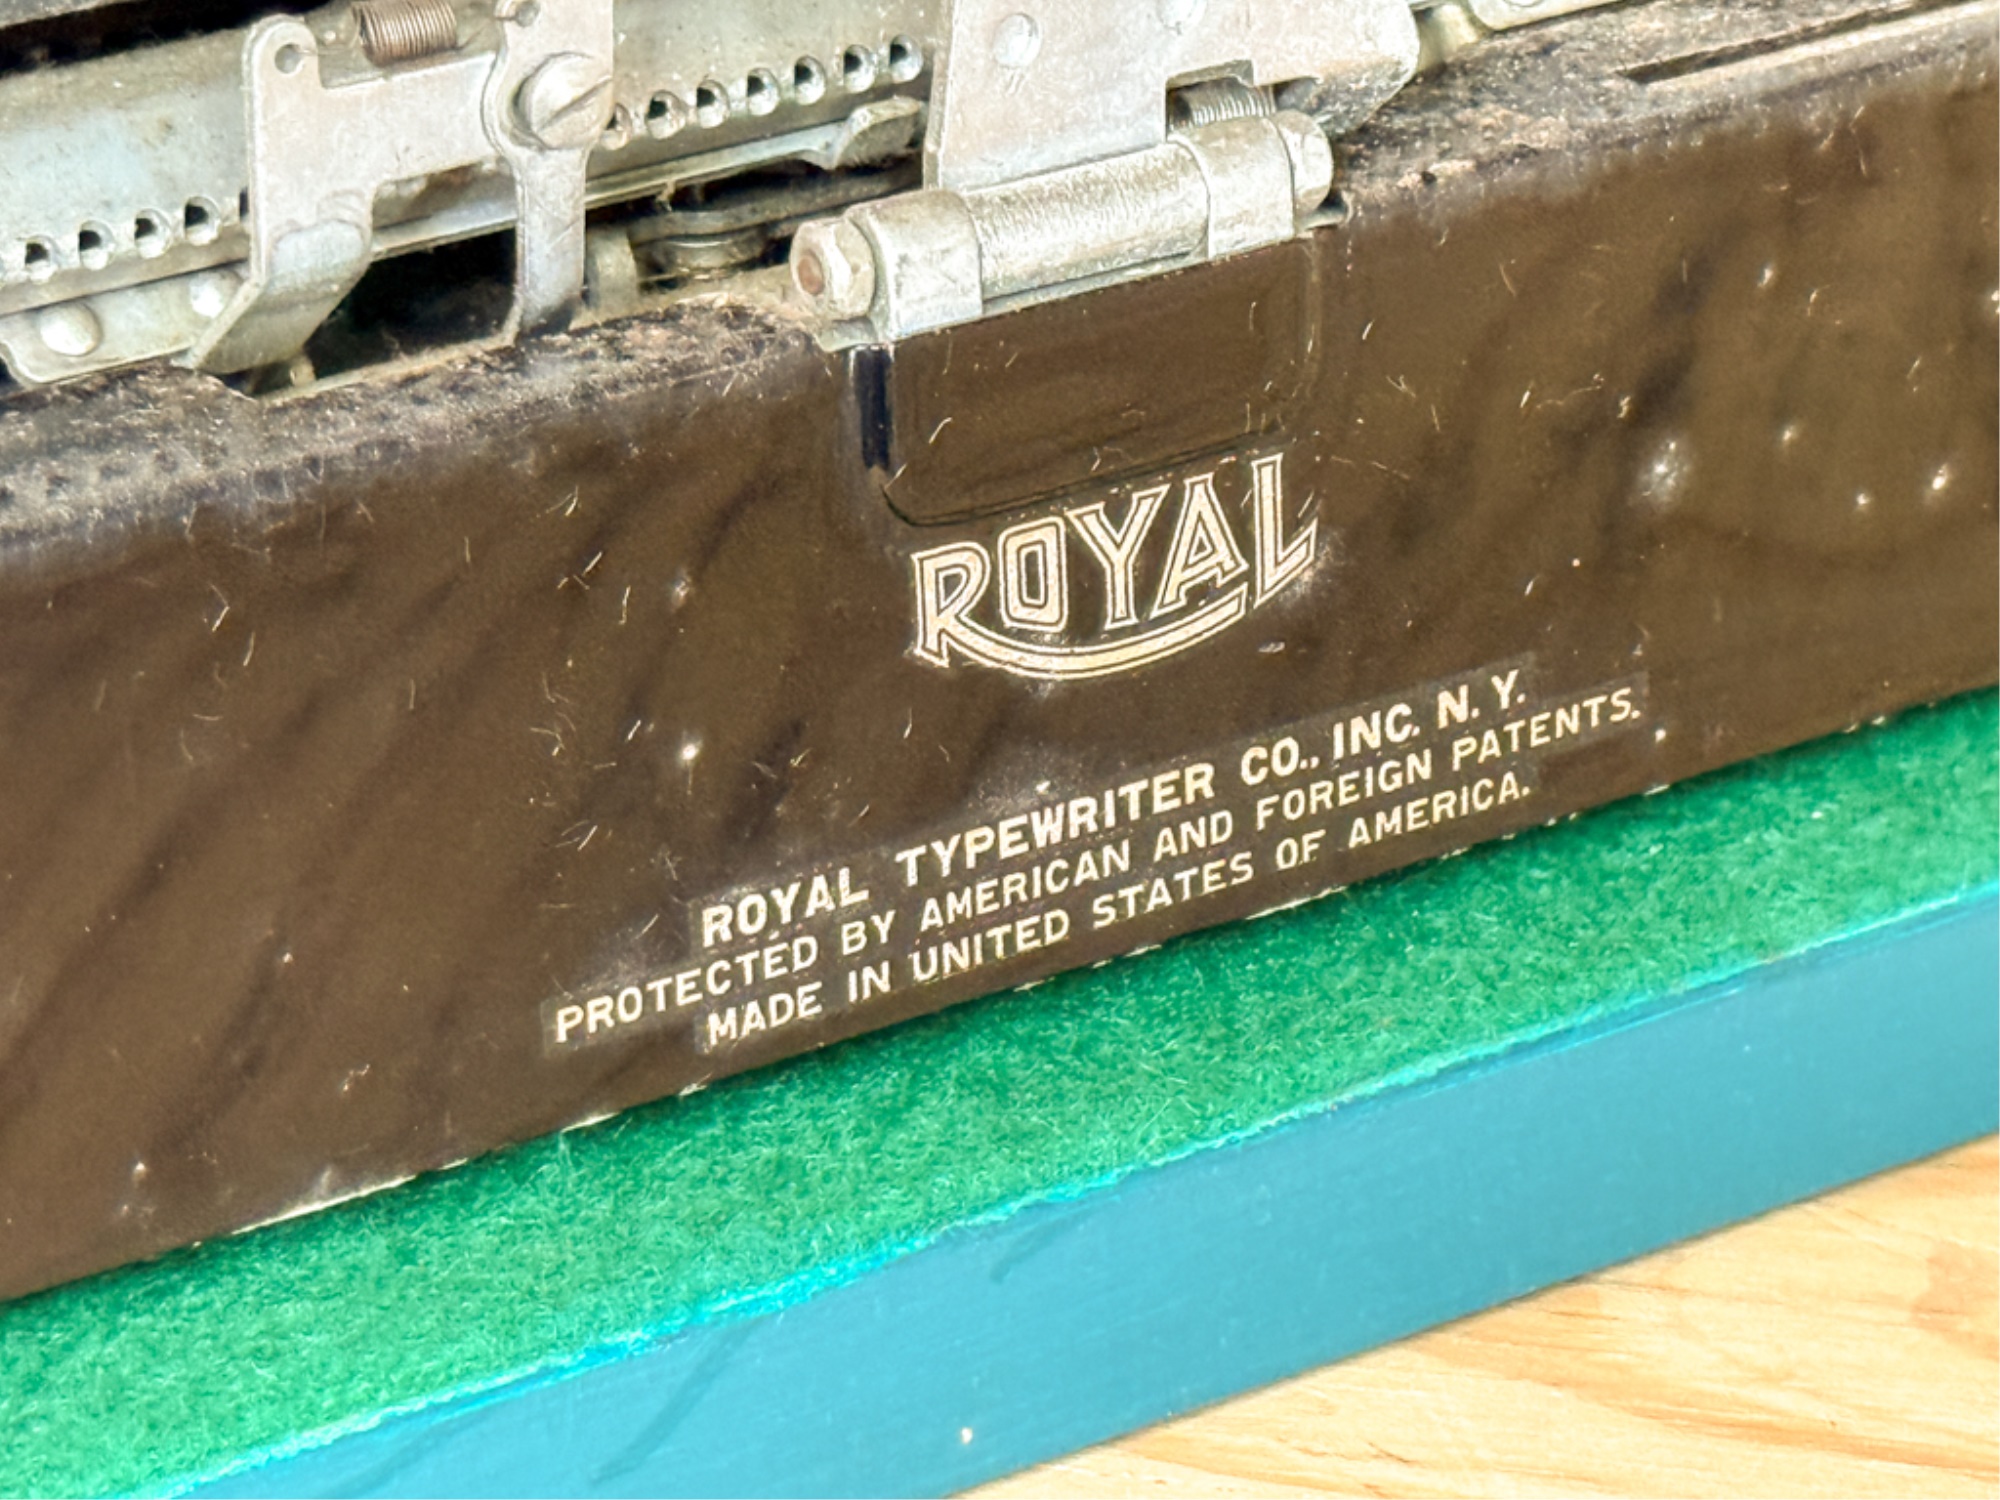 ROYAL
ROYAL TYPEWRITER CO., INC. N. Y.
PROTECTED BY AMERICAN AND FOREIGN PATENTS.
MADE IN UNITED STATES OF AMERICA.